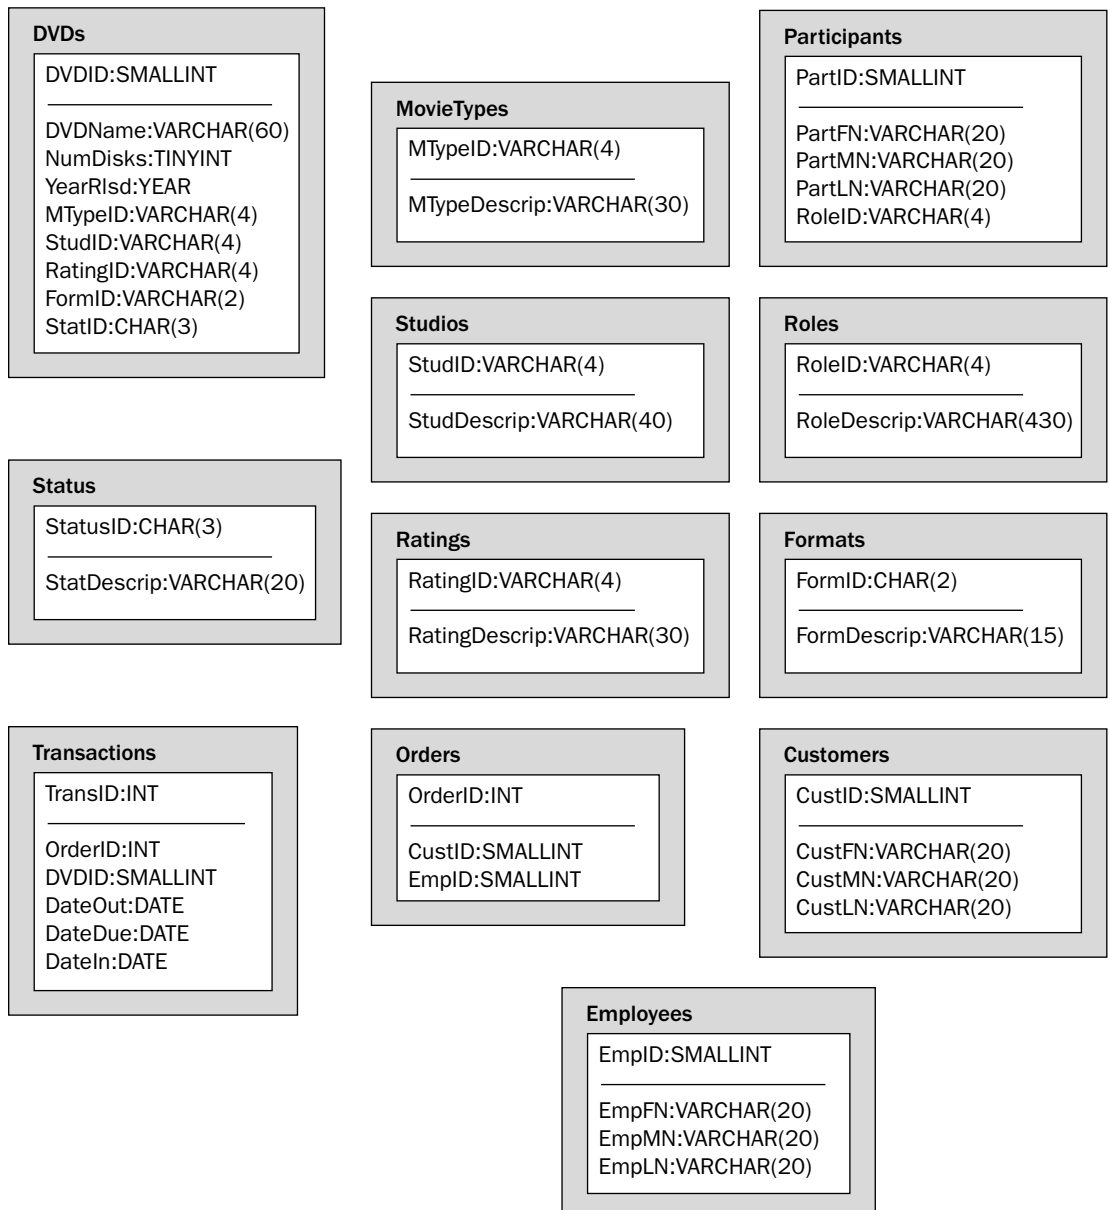 DVDs
DVDID:SMALLINT
DVDName:VARCHAR(60)
NumDisks:TINYINT
YearRlsd:YEAR
MTypeID:VARCHAR(4)
StudID:VARCHAR(4)
RatingID:VARCHAR(4)
FormID:VARCHAR(2)
StatID:CHAR(3)
MovieTypes
MTypeID:VARCHAR(4)
MTypeDescrip:VARCHAR(30)
Participants
PartID:SMALLINT
PartFN:VARCHAR(20)
PartMN:VARCHAR(20)
PartLN:VARCHAR(20)
RoleID:VARCHAR(4)
Studios
StudID:VARCHAR(4)
StudDescrip:VARCHAR(40)
Roles
RoleID:VARCHAR(4)
RoleDescrip:VARCHAR(430)
Status
StatusID:CHAR(3)
StatDescrip:VARCHAR(20)
Ratings
RatingID:VARCHAR(4)
RatingDescrip:VARCHAR(30)
Formats
FormID:CHAR(2)
FormDescrip:VARCHAR(15)
Transactions
TransID:INT
OrderID:INT
DVDID:SMALLINT
DateOut:DATE
DateDue:DATE
DateIn:DATE
Orders
OrderID:INT
CustID:SMALLINT
EmpID:SMALLINT
Customers
CustID:SMALLINT
CustFN:VARCHAR(20)
CustMN:VARCHAR(20)
CustLN:VARCHAR(20)
Employees
EmpID:SMALLINT
EmpFN:VARCHAR(20)
EmpMN:VARCHAR(20)
EmpLN:VARCHAR(20)